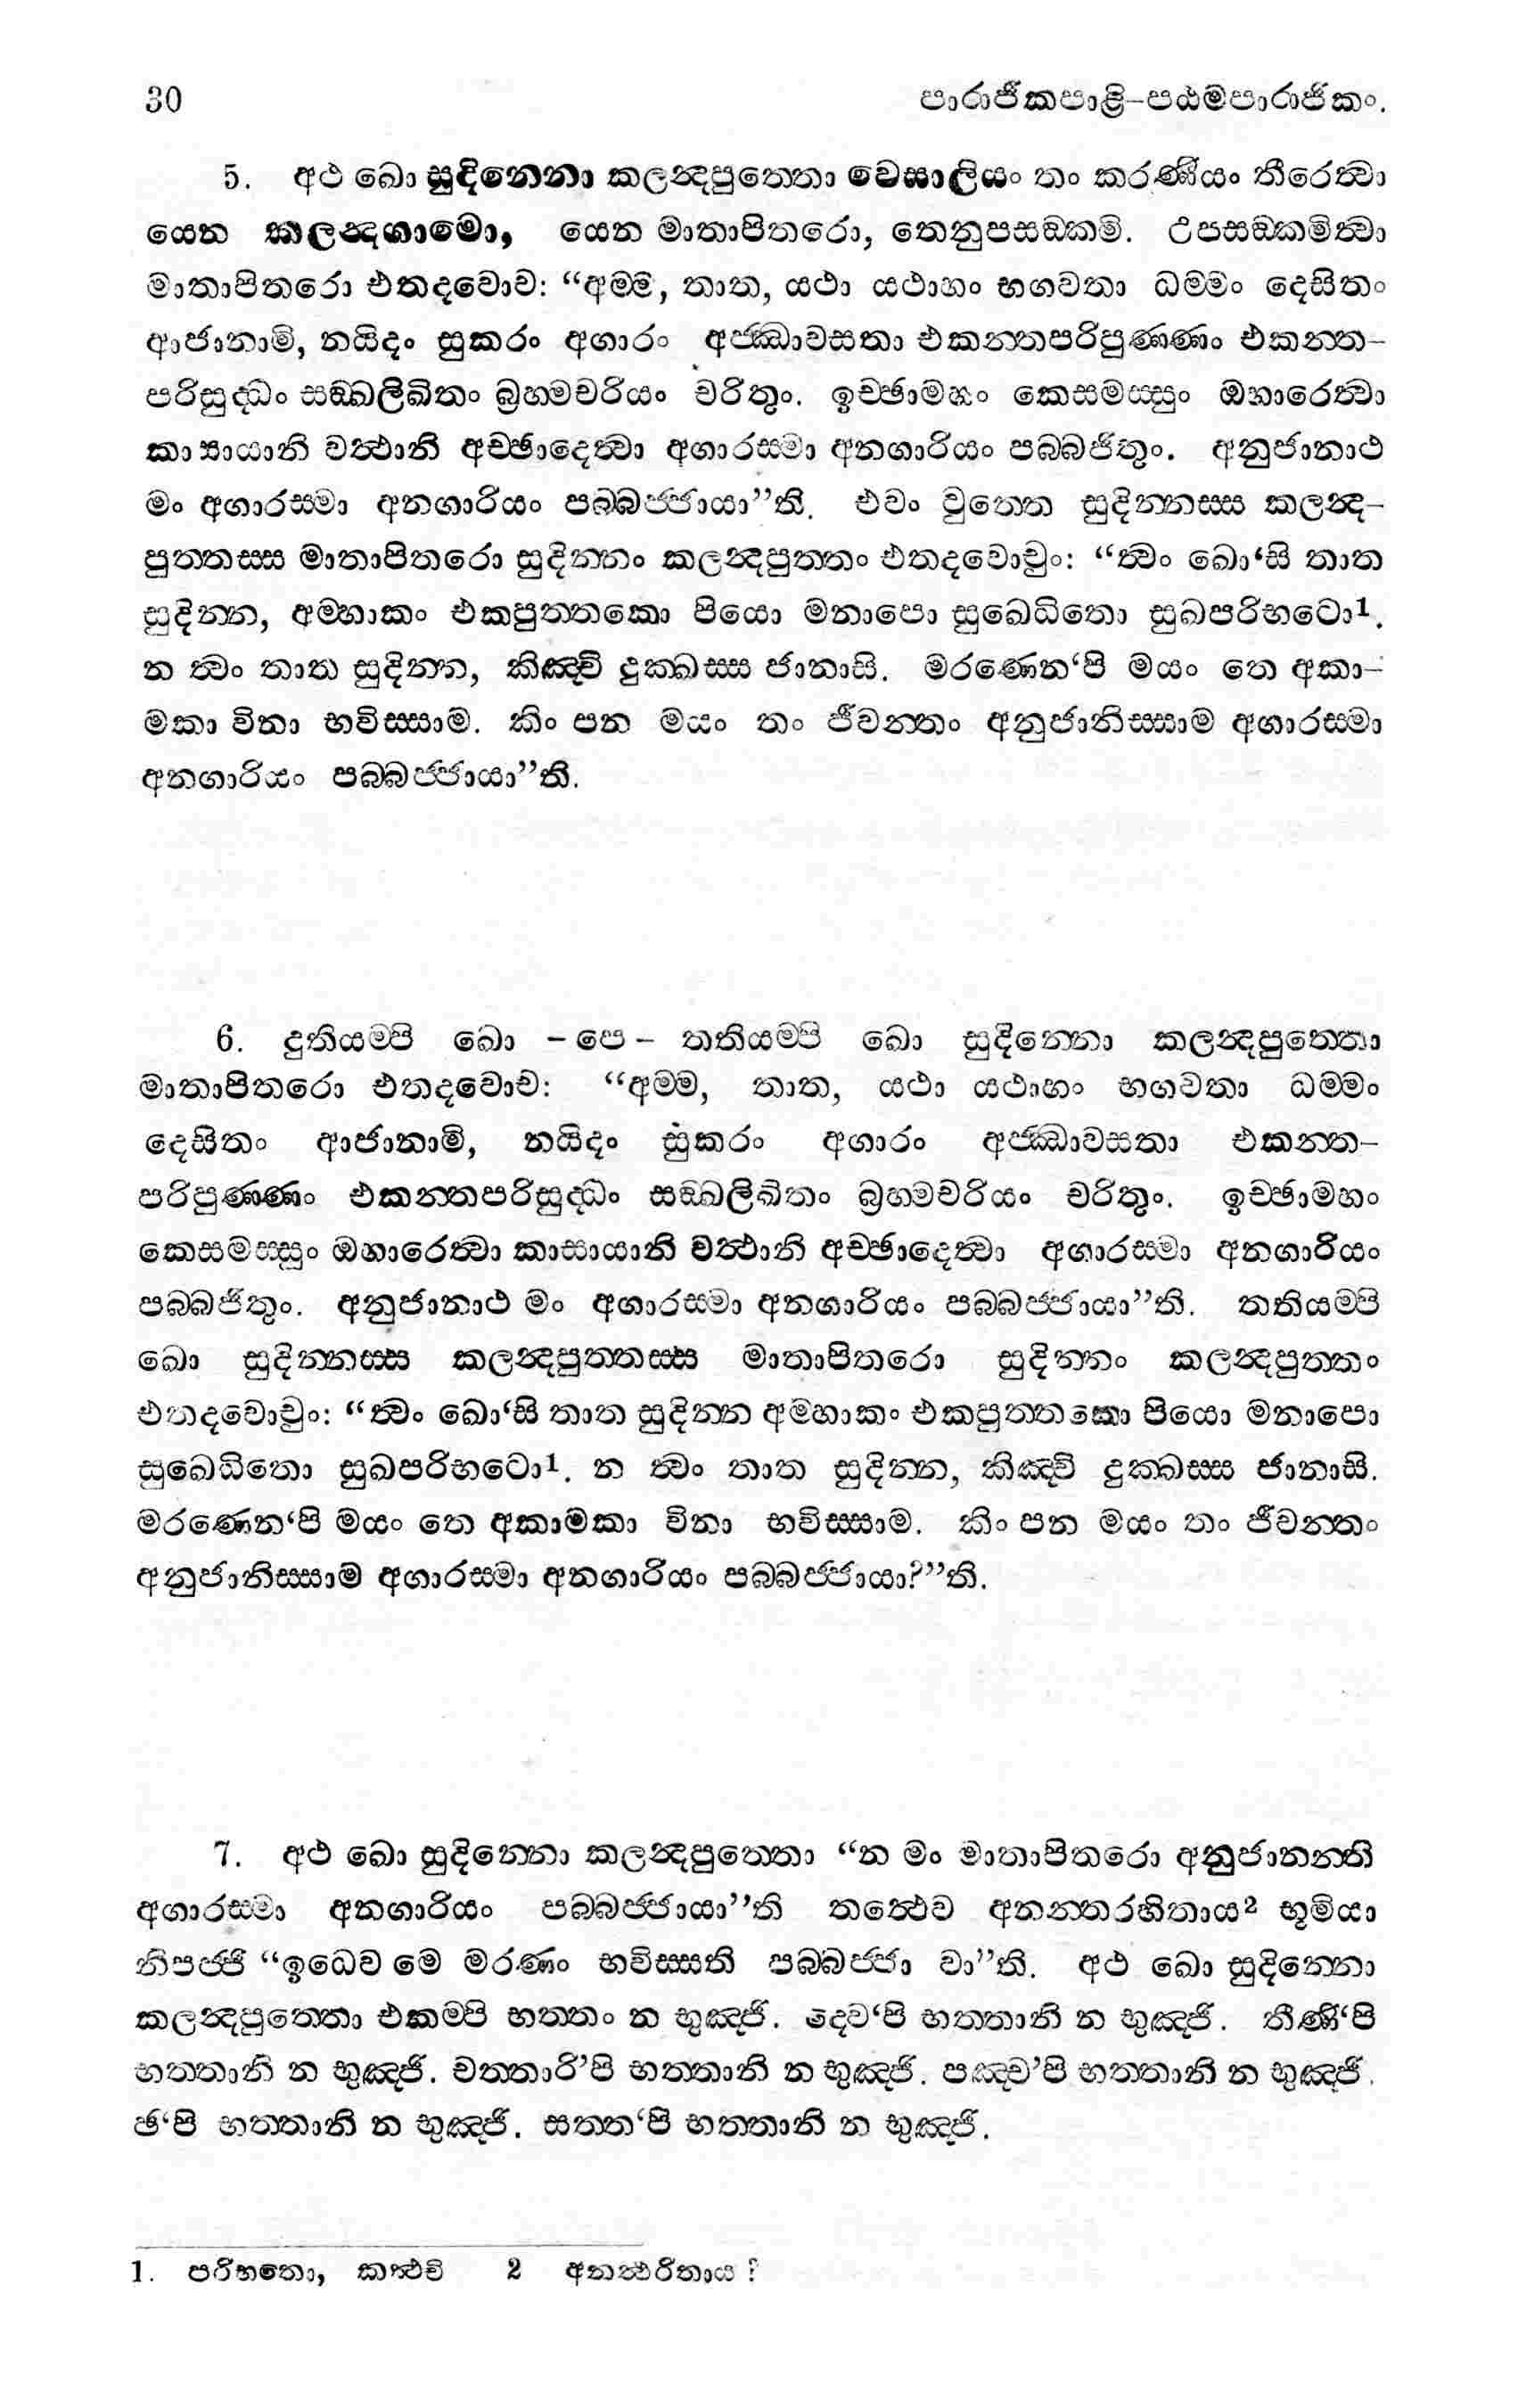 30 පාරාජිකපාළි-පඨමපාරාජිකං.
5. අථ ඛො සුදින්නො කලන්දපුත්තො වෙසාලියං තං කරණීයං තීරෙත්වා
යෙන කලන්දගාමො, යෙන මාතාපිතරො, තෙනුපසඞ්කමි. උපසඞ්කමිත්වා
මාතාපිතරො එතදවොච: “අම්ම, තාත, යථා යථාහං භගවතා ධම්මං දෙසිතං
ආජානාමි, නයිදං සුකරං අගාරං අජ්ඣාවසතා එකන්තපරිපුණ්ණං එකන්ත-
පරිසුද්ධං සඞ්ඛලිඛිතං බ්‍රහ්මචරියං චරිතුං. ඉච්ඡාමහං කෙසමස්සුං ඔහාරෙත්වා
කාසායානි වත්ථානි අච්ඡාදෙත්වා අගාරස්මා අනගාරියං පබ්බජිතුං. අනුජානාථ
මං අගාරස්මා අනගාරියං පබ්බජ්ජායා”ති. එවං වුත්තෙ සුදින්නස්ස කලන්ද-
පුත්තස්ස මාතාපිතරො සුදින්නං කලන්දපුත්තං එතදවොචුං: “ත්වං ඛො‘සි තාත
සුදින්න, අම්හාකං එකපුත්තකො පියො මනාපො සුඛෙධිතො සුඛපරිභටො1.
න ත්වං තාත සුදින්න, කිඤ්චි දුක්ඛස්ස ජානාසි. මරණෙන‘පි මයං තෙ අකා-
මකා විනා භවිස්සාම. කිං පන මයං තං ජීවන්තං අනුජානිස්සාම අගාරස්මා
අනගාරියං පබ්බජ්ජායා”ති.
6. දුතියම්පි ඛො -පෙ- තතියම්පි ඛො සුදින්නො කලන්දපුත්තො
මාතාපිතරො එතදවොච: “අම්ම, තාත, යථා යථාහං භගවතා ධම්මං
දෙසිතං ආජානාමි, නයිදං සුකරං අගාරං අජ්ඣාවසතා එකන්ත-
පරිපුණ්ණං එකන්තපරිසුද්ධං සඞ්ඛලිඛිතං බ්‍රහ්මචරියං චරිතුං. ඉච්ඡාමහං
කෙසමස්සුං ඔහාරෙත්වා කාසායානි වත්ථානි අච්ඡාදෙත්වා අගාරස්මා අනගාරියං
පබ්බජිතුං. අනුජානාථ මං අගාරස්මා අනගාරියං පබ්බජ්ජායා”ති. තතියම්පි
ඛො සුදින්නස්ස කලන්දපුත්තස්ස මාතාපිතරො සුදින්නං කලන්දපුත්තං
එතදවොචුං: “ත්වං ඛො‘සි තාත සුදින්න අම්හාකං එකපුත්තකො පියො මනාපො
සුඛෙධිතො සුඛපරිභටො1. න ත්වං තාත සුදින්න, කිඤ්චි දුක්ඛස්ස ජානාසි.
මරණෙන‘පි මයං තෙ අකාමකා විනා භවිස්සාම. කිං පන මයං තං ජීවන්තං
අනුජානිස්සාම අගාරස්මා අනගාරියං පබ්බජ්ජායා?”ති.
7. අථ ඛො සුදින්නො කලන්දපුත්තො “න මං මාතාපිතරො අනුජානන්ති
අගාරස්මා අනගාරියං පබ්බජ්ජායා”ති තත්ථෙව අනන්තරහිතාය2 භූමියා
නිපජ්ජි “ඉධෙව මෙ මරණං භවිස්සති පබ්බජ්ජා වා”ති. අථ ඛො සුදින්නො
කලන්දපුත්තො එකම්පි භත්තං න භුඤ්ජි. ද්වෙ‘පි භත්තානි න භුඤ්ජි. තීණි‘පි
භත්තානි න භුඤ්ජි. චත්තාරි’පි භත්තානි න භුඤ්ජි. පඤ්ච’පි භත්තානි න භුඤ්ජි.
ඡ‘පි භත්තානි න භුඤ්ජි. සත්ත‘පි භත්තානි න භුඤ්ජි.
1. පරිභතො, කත්ථචි 2 අනත්ථරිතාය ?